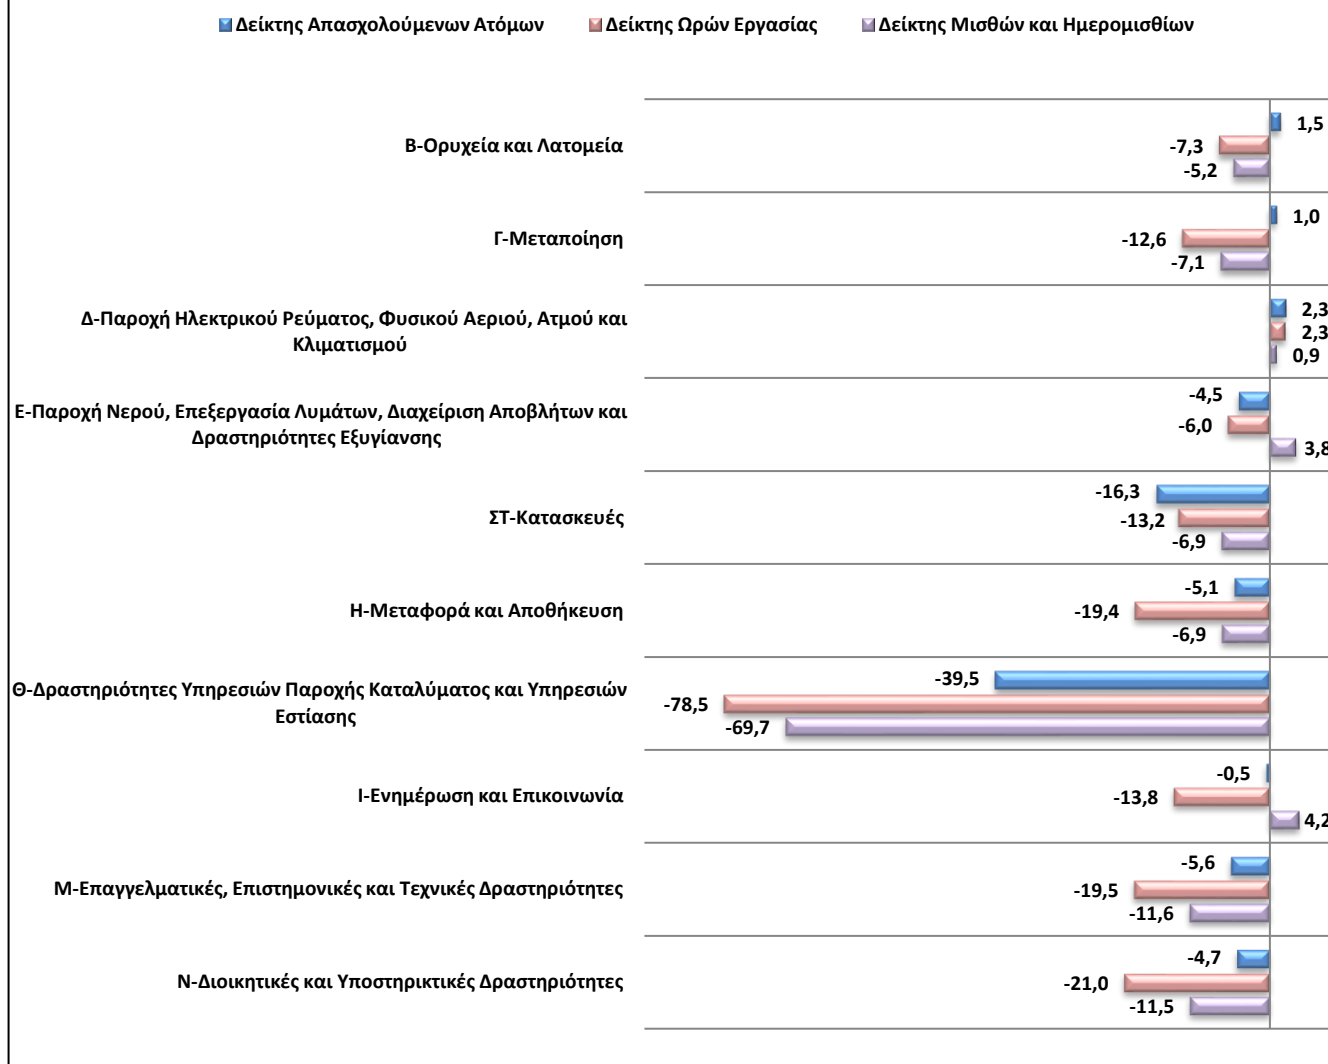 Δείκτης Απασχολούμενων Ατόμων Δείκτης Ωρών Εργασίας Δείκτης Μισθών και Ημερομισθίων
Β-Ορυχεία και Λατομεία
1,5
-7,3
-5,2
Γ-Μεταποίηση
1,0
-12,6
-7,1
Δ-Παροχή Ηλεκτρικού Ρεύματος, Φυσικού Αεριού, Ατμού και
Κλιματισμού
2,3
2,3
0,9
Ε-Παροχή Νερού, Επεξεργασία Λυμάτων, Διαχείριση Αποβλήτων και
Δραστηριότητες Εξυγίανσης
-4,5
-6,0
3,8
ΣΤ-Κατασκευές
-16,3
-13,2
-6,9
Η-Μεταφορά και Αποθήκευση
-5,1
-19,4
-6,9
Θ-Δραστηριότητες Υπηρεσιών Παροχής Καταλύματος και Υπηρεσιών
Εστίασης
-39,5
-78,5
-69,7
Ι-Ενημέρωση και Επικοινωνία
-0,5
-13,8
4,2
Μ-Επαγγελματικές, Επιστημονικές και Τεχνικές Δραστηριότητες
-5,6
-19,5
-11,6
Ν-Διοικητικές και Υποστηρικτικές Δραστηριότητες
-4,7
-21,0
-11,5